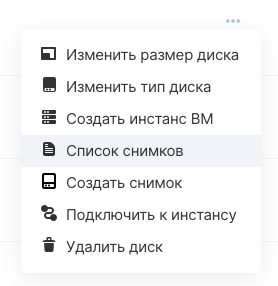 Изменить размер диска
Изменить тип диска
Создать инстанс ВМ
Список снимков
Создать снимок
Подключить к инстансу
Удалить диск